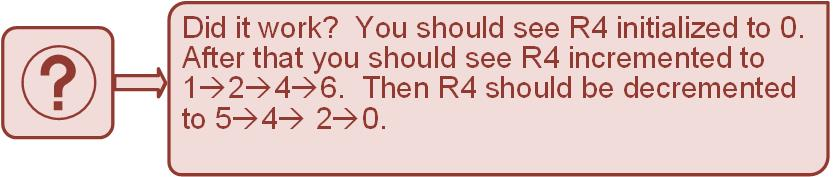 Did it work?  You should see R4 initialized to 0.
After that you should see R4 incremented to
1→2→4→6.  Then R4 should be decremented
to 5→4→ 2→0.